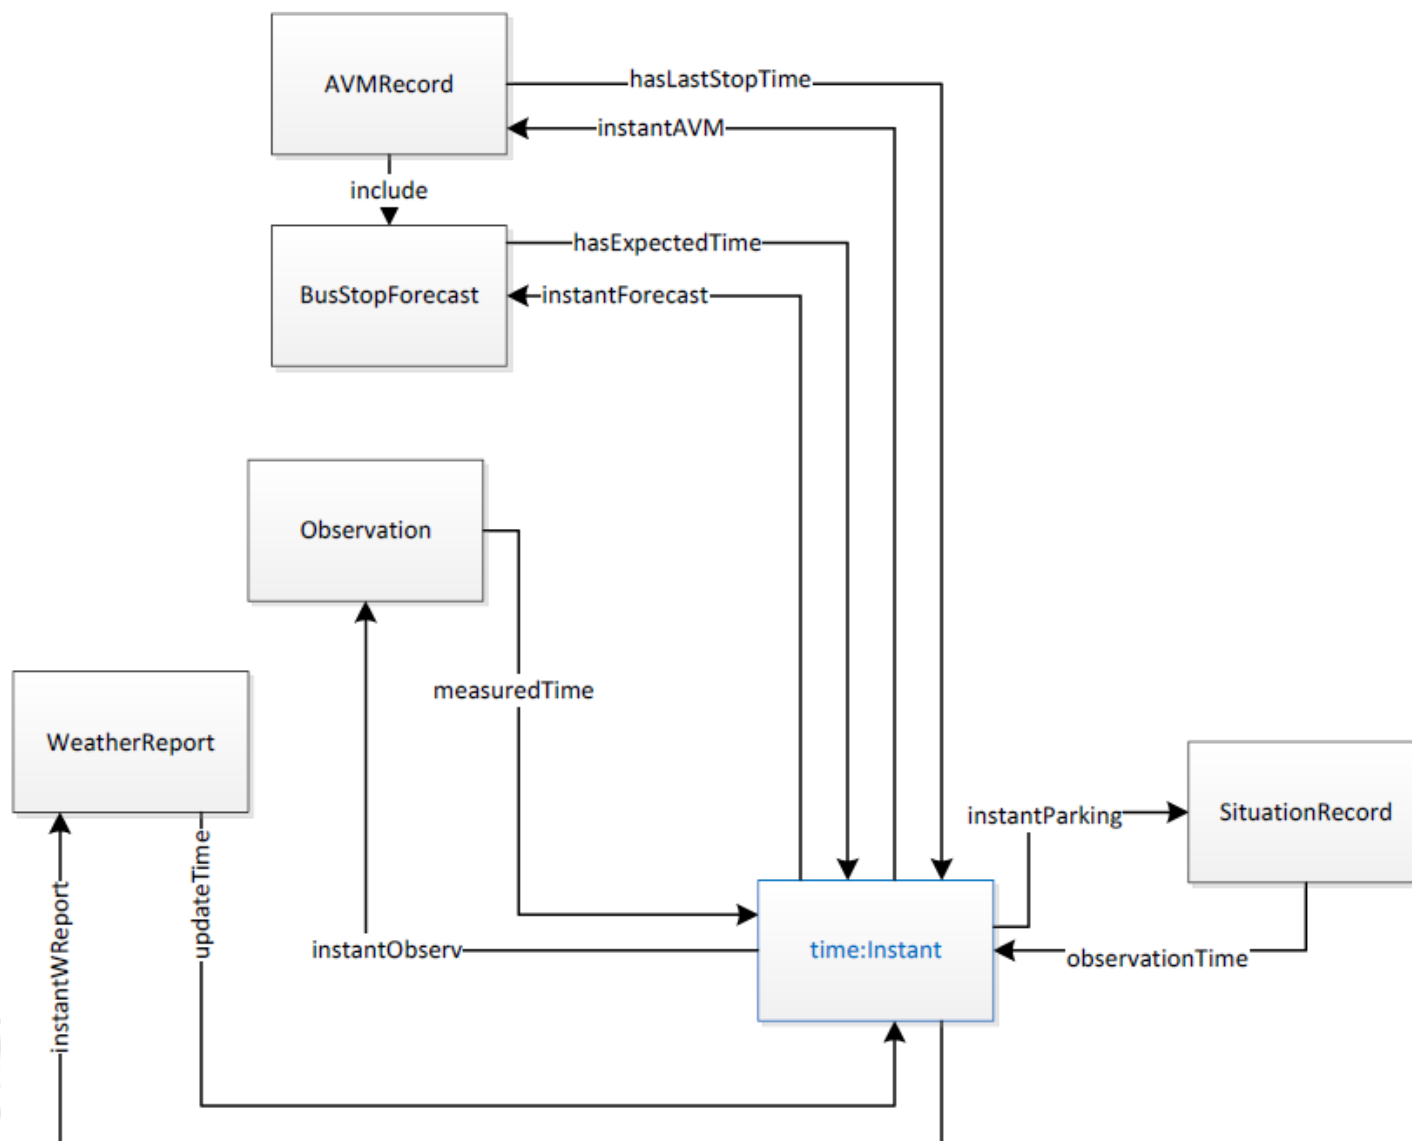 AVMRecord
hasLastStopTime
instantAVM
include
hasExpectedTime
BusStopForecast
instantForecast
Observation
measuredTime
WeatherReport
instantParking
SituationRecord
updateTime
instantWReport
instantObserv
time:Instant
observationTime